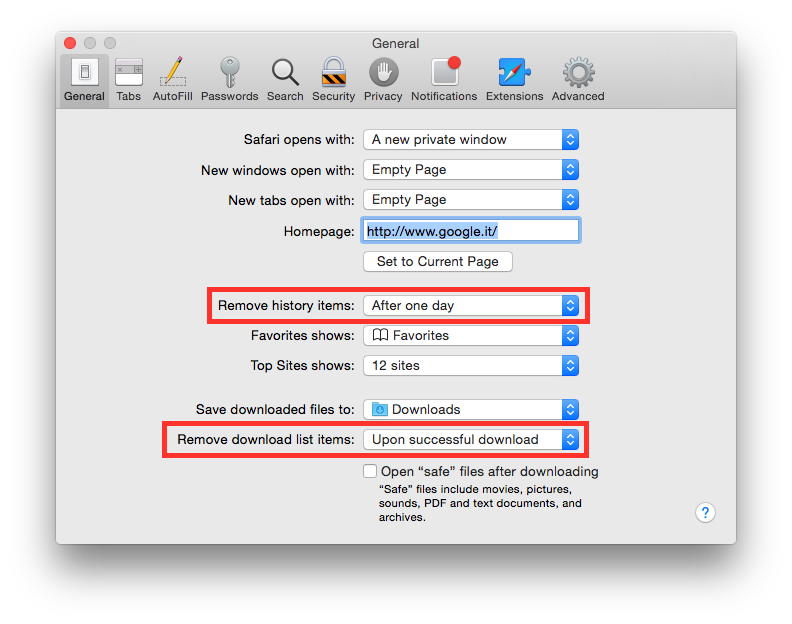 General
General Tabs AutoFill Passwords Search Security Privacy Notifications Extensions Advanced
Safari opens with: A new private window
New windows open with: Empty Page
New tabs open with: Empty Page
Homepage: http://www.google.it/
Set to Current Page
Remove history items: After one day
Favorites shows: Favorites
Top Sites shows: 12 sites
Save downloaded files to: Downloads
Remove download list items: Upon successful download
Open “safe” files after downloading
“Safe” files include movies, pictures,
sounds, PDF and text documents, and
archives.
?